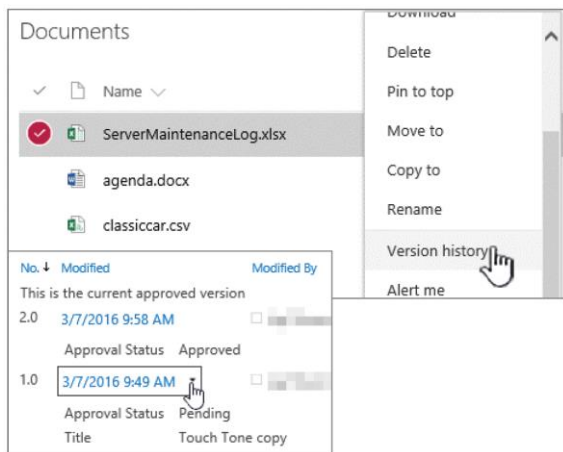 Documents
Name
ServerMaintenanceLog.xlsx
agenda.docx
classiccar.csv
Download
Delete
Pin to top
Move to
Copy to
Rename
Version history
Alert me
No. Modified Modified By
This is the current approved version
2.0 3/7/2016 9:58 AM
Approval Status Approved
1.0 3/7/2016 9:49 AM
Approval Status Pending
Title Touch Tone copy